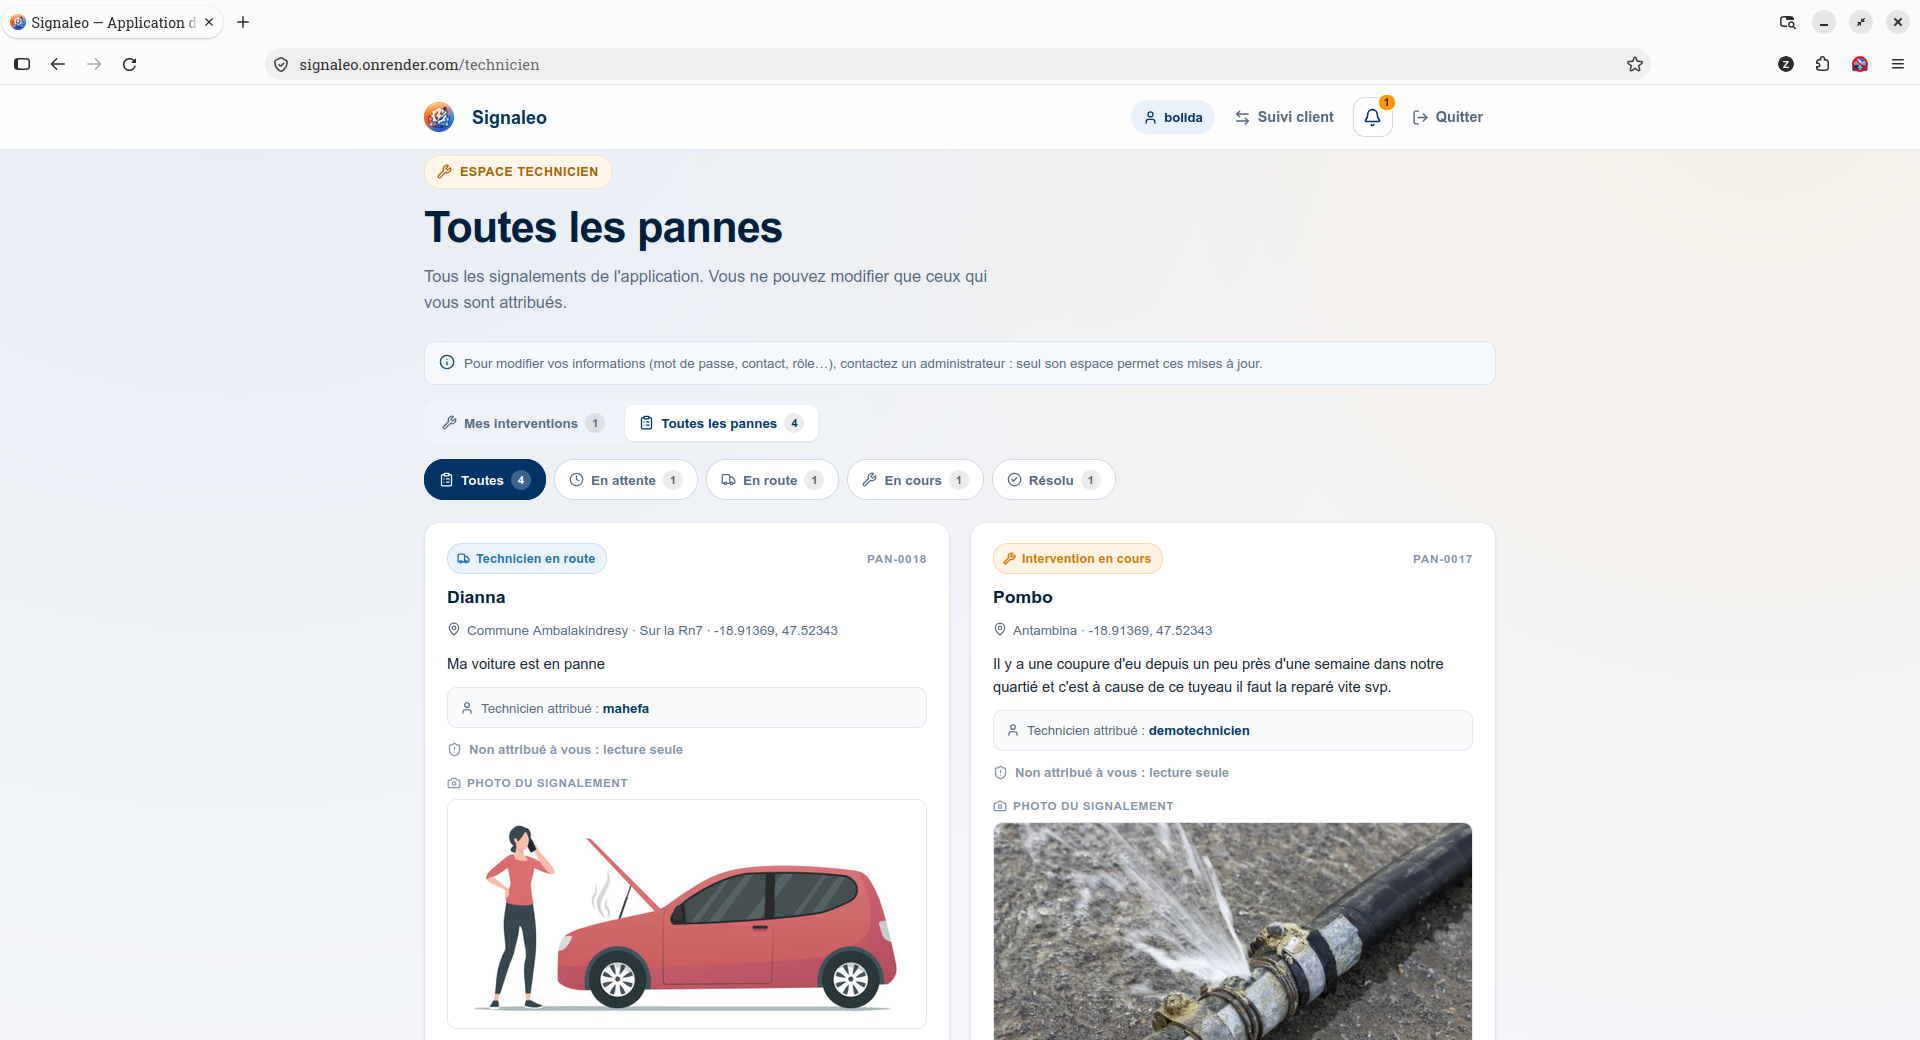 Signaleo — Application d
signaleo.onrender.com/technicien
Signaleo
bolida
Suivi client
1
Quitter
ESPACE TECHNICIEN
Toutes les pannes
Tous les signalements de l'application. Vous ne pouvez modifier que ceux qui
vous sont attribués.
Pour modifier vos informations (mot de passe, contact, rôle…), contactez un administrateur : seul son espace permet ces mises à jour.
Mes interventions 1
Toutes les pannes 4
Toutes 4
En attente 1
En route 1
En cours 1
Résolu 1
Technicien en route
PAN-0018
Dianna
Commune Ambalakindresy · Sur la Rn7 · -18.91369, 47.52343
Ma voiture est en panne
Technicien attribué : mahefa
Non attribué à vous : lecture seule
PHOTO DU SIGNALEMENT
Intervention en cours
PAN-0017
Pombo
Antambina · -18.91369, 47.52343
Il y a une coupure d'eu depuis un peu près d'une semaine dans notre
quartié et c'est à cause de ce tuyeau il faut la reparé vite svp.
Technicien attribué : demotechnicien
Non attribué à vous : lecture seule
PHOTO DU SIGNALEMENT